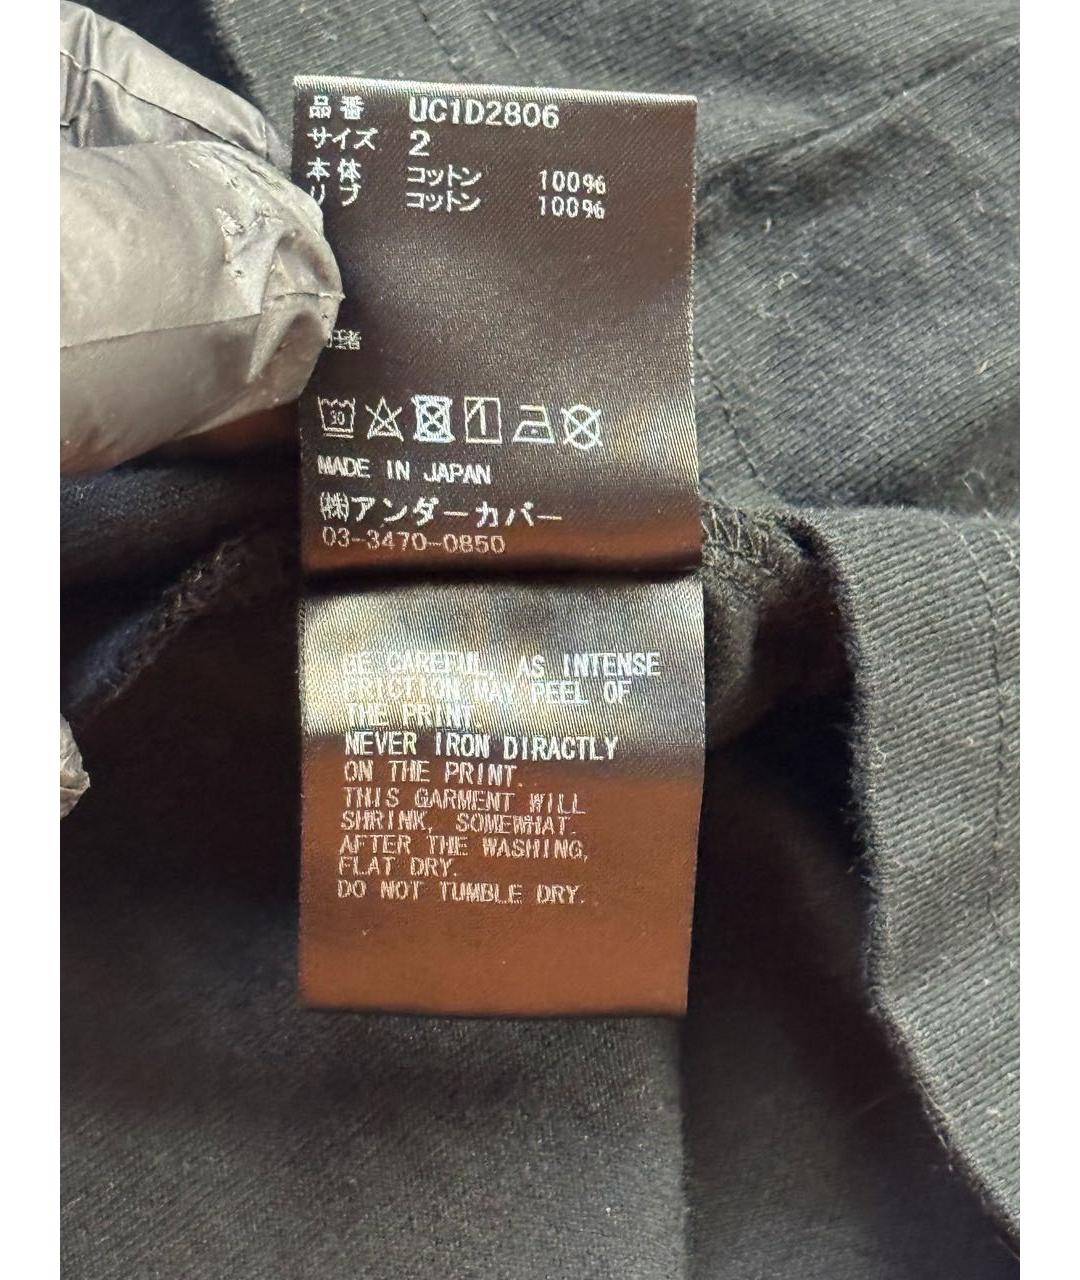 品番 UC1D2806
サイズ 2
本体 コットン 100%
リブ コットン 100%
30
MADE IN JAPAN
㈱アンダーカバー
03-3470-0850
BE CAREFUL, AS INTENSE
FRICTION MAY PEEL OF
THE PRINT.
NEVER IRON DIRACTLY
ON THE PRINT.
THIS GARMENT WILL
SHRINK, SOMEWHAT.
AFTER THE WASHING,
FLAT DRY.
DO NOT TUMBLE DRY.